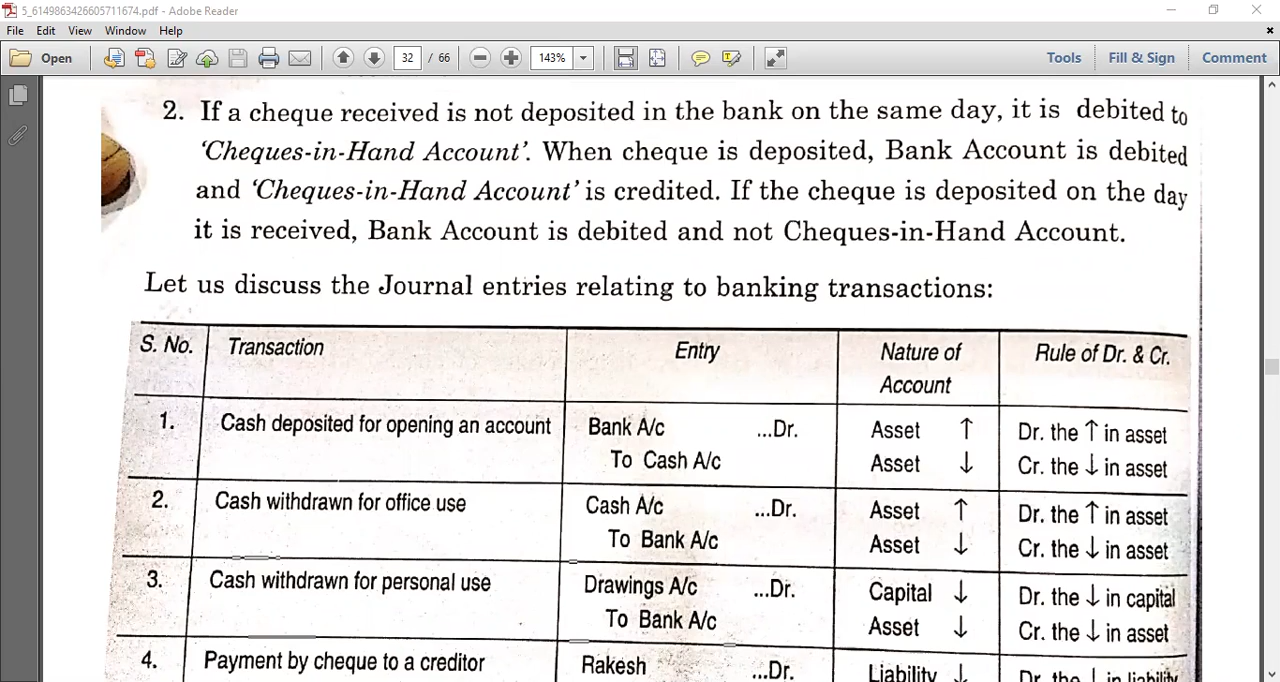 5_6149863426605711674.pdf - Adobe Reader
File Edit View Window Help
Open 32 / 66 143% Tools Fill & Sign Comment
2. If a cheque received is not deposited in the bank on the same day, it is debited to
‘Cheques-in-Hand Account’. When cheque is deposited, Bank Account is debited
and ‘Cheques-in-Hand Account’ is credited. If the cheque is deposited on the day
it is received, Bank Account is debited and not Cheques-in-Hand Account.
Let us discuss the Journal entries relating to banking transactions:
S. No. Transaction Entry Nature of Account Rule of Dr. & Cr.
1. Cash deposited for opening an account Bank A/c ...Dr. Asset ↑ Dr. the ↑ in asset
To Cash A/c Asset ↓ Cr. the ↓ in asset
2. Cash withdrawn for office use Cash A/c ...Dr. Asset ↑ Dr. the ↑ in asset
To Bank A/c Asset ↓ Cr. the ↓ in asset
3. Cash withdrawn for personal use Drawings A/c ...Dr. Capital ↓ Dr. the ↓ in capital
To Bank A/c Asset ↓ Cr. the ↓ in asset
4. Payment by cheque to a creditor Rakesh ...Dr. Liability ↓ Dr. the ↓ in liability